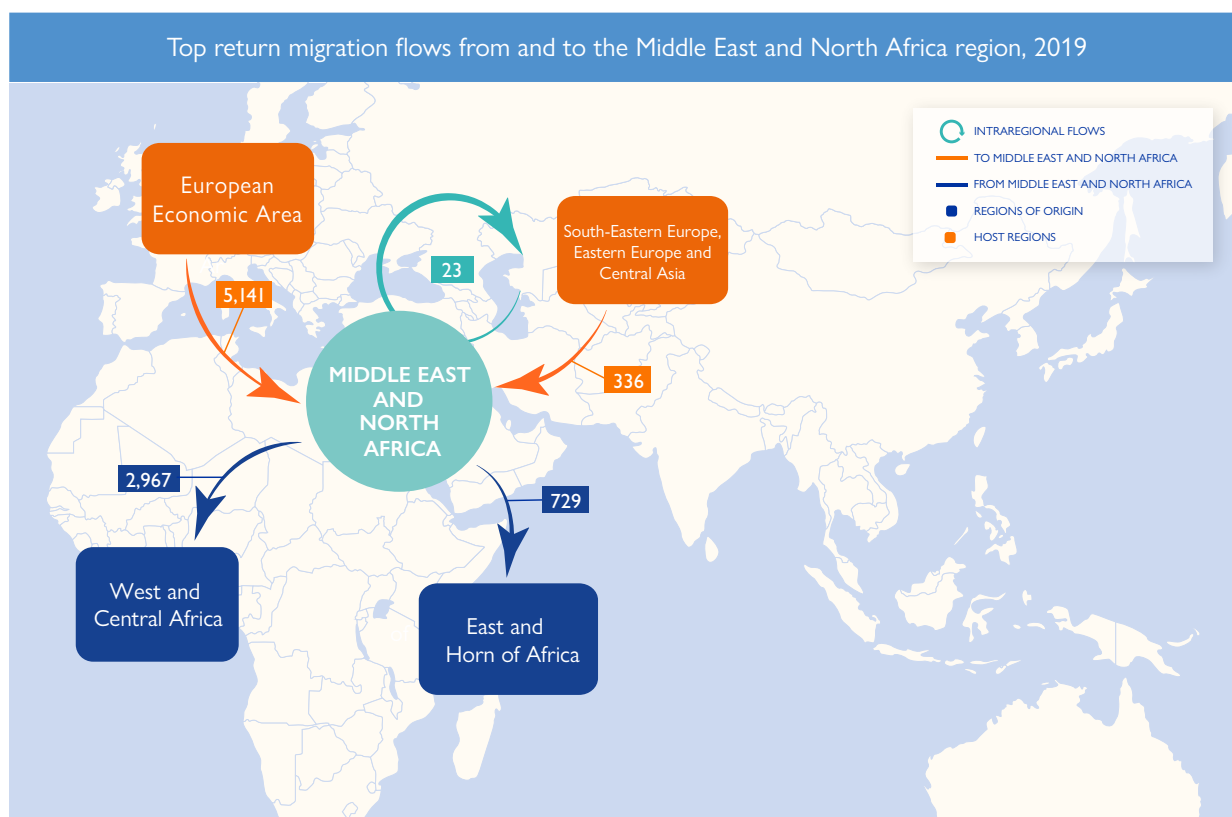 Top return migration flows from and to the Middle East and North Africa region, 2019
INTRAREGIONAL FLOWS
TO MIDDLE EAST AND NORTH AFRICA
FROM MIDDLE EAST AND NORTH AFRICA
REGIONS OF ORIGIN
HOST REGIONS
European
Economic Area
South-Eastern Europe,
Eastern Europe and
Central Asia
23
5,141
336
MIDDLE EAST
AND
NORTH
AFRICA
2,967
729
West and
Central Africa
East and
Horn of Africa